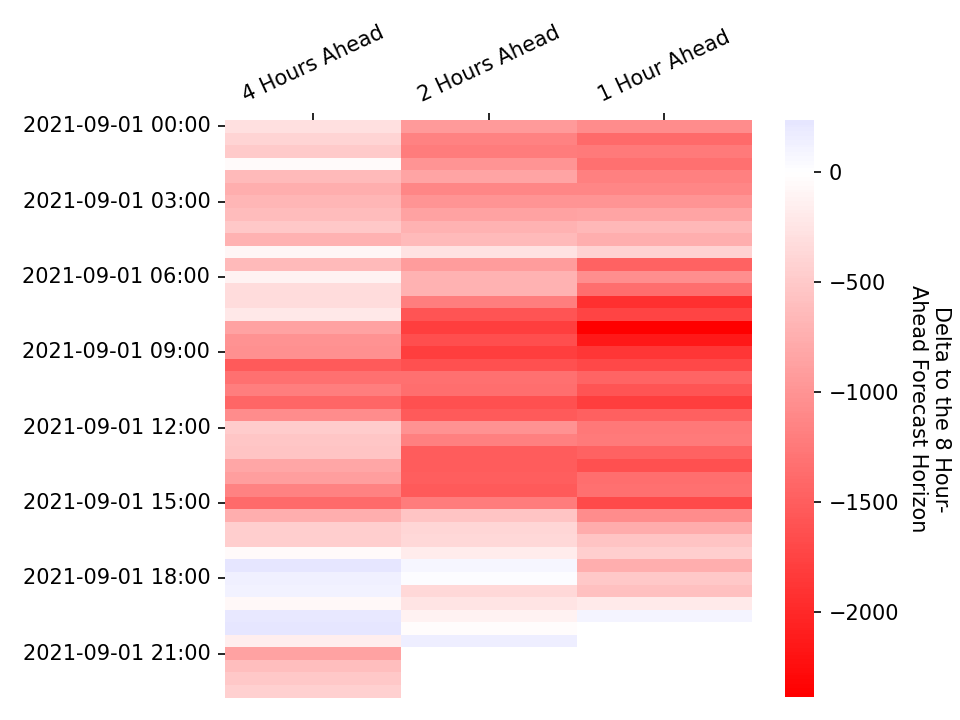 4 Hours Ahead
2 Hours Ahead
1 Hour Ahead
2021-09-01 00:00
2021-09-01 03:00
2021-09-01 06:00
2021-09-01 09:00
2021-09-01 12:00
2021-09-01 15:00
2021-09-01 18:00
2021-09-01 21:00
0
−500
−1000
−1500
−2000
Delta to the 8 Hour-
Ahead Forecast Horizon